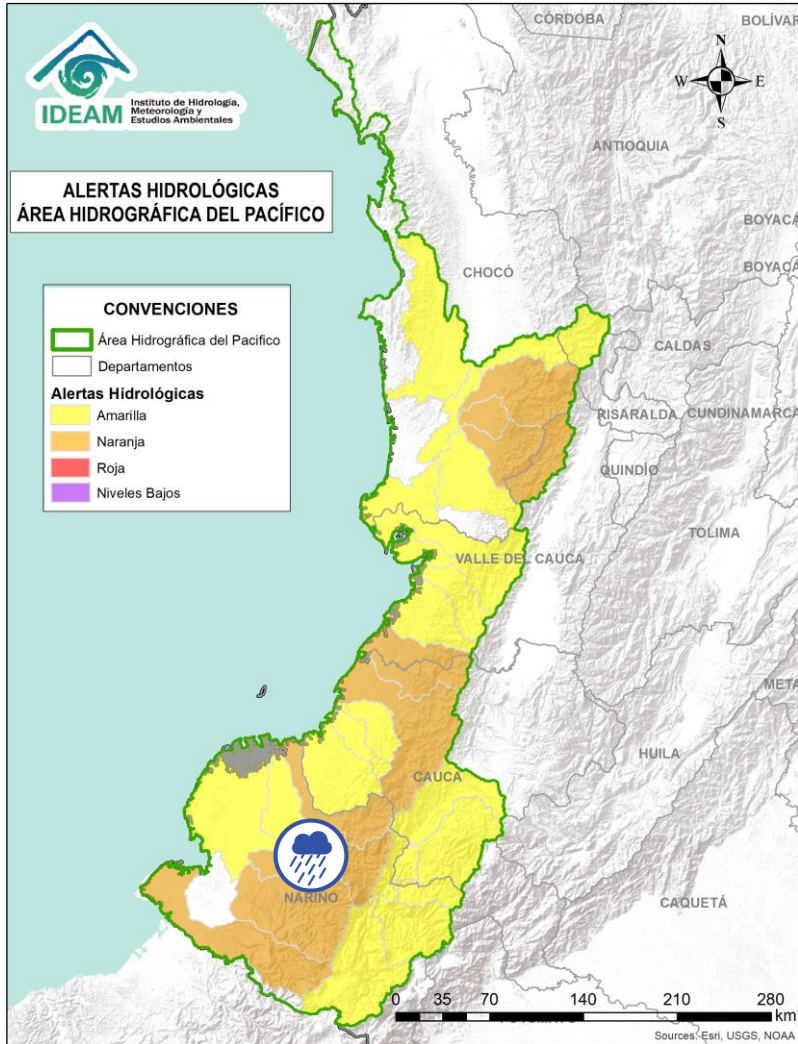 IDEAM
Instituto de Hidrología,
Meteorología y
Estudios Ambientales
ALERTAS HIDROLÓGICAS
ÁREA HIDROGRÁFICA DEL PACÍFICO
CONVENCIONES
Área Hidrográfica del Pacifico
Departamentos
Alertas Hidrológicas
Amarilla
Naranja
Roja
Niveles Bajos
N
W
E
S
CÓRDOBA
BOLÍVAR
ANTIOQUIA
BOYACÁ
CHOCÓ
BOYACÁ
CALDAS
RISARALDA
CUNDINAMARCA
QUINDÍO
TOLIMA
VALLE DEL CAUCA
META
HUILA
CAUCA
NARIÑO
CAQUETÁ
0 35 70 140 210 280
km
Sources: Esri, USGS, NOAA